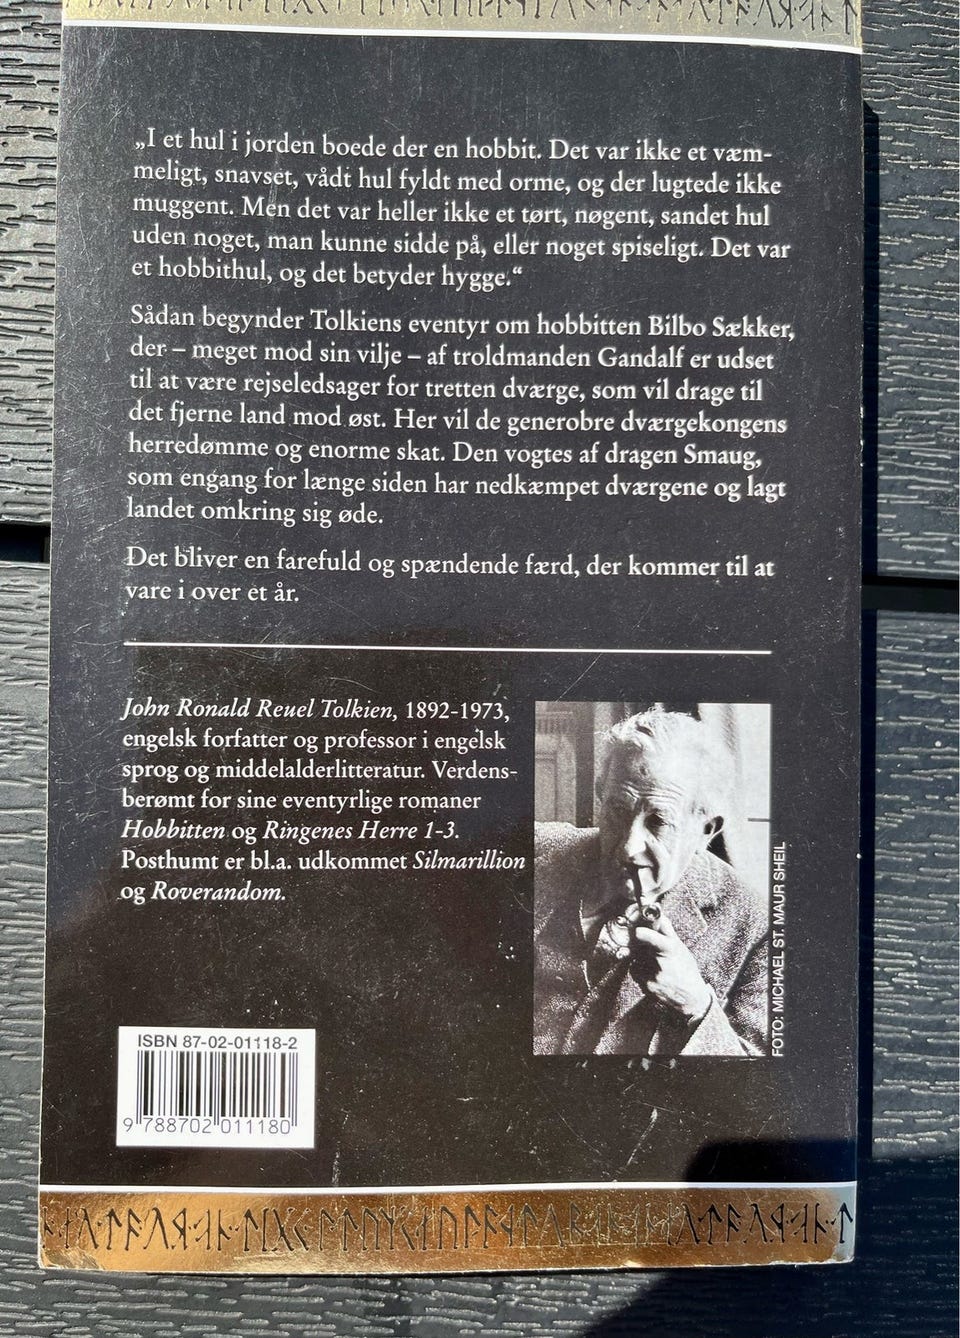 „I et hul i jorden boede der en hobbit. Det var ikke et væm-
meligt, snavset, vådt hul fyldt med orme, og der lugtede ikke
muggent. Men det var heller ikke et tørt, nøgent, sandet hul
uden noget, man kunne sidde på, eller noget spiseligt. Det var
et hobbithul, og det betyder hygge.“
Sådan begynder Tolkiens eventyr om hobbitten Bilbo Sækker,
der – meget mod sin vilje – af troldmanden Gandalf er udset
til at være rejseledsager for tretten dværge, som vil drage til
det fjerne land mod øst. Her vil de generobre dværgekongens
herredømme og enorme skat. Den vogtes af dragen Smaug,
som engang for længe siden har nedkæmpet dværgene og lagt
landet omkring sig øde.
Det bliver en farefuld og spændende færd, der kommer til at
vare i over et år.
John Ronald Reuel Tolkien, 1892-1973,
engelsk forfatter og professor i engelsk
sprog og middelalderlitteratur. Verdens-
berømt for sine eventyrlige romaner
Hobbitten og Ringenes Herre 1-3.
Posthumt er bl.a. udkommet Silmarillion
og Roverandom.
FOTO: MICHAEL ST. MAUR SHEIL
ISBN 87-02-01118-2
9 788702 011180